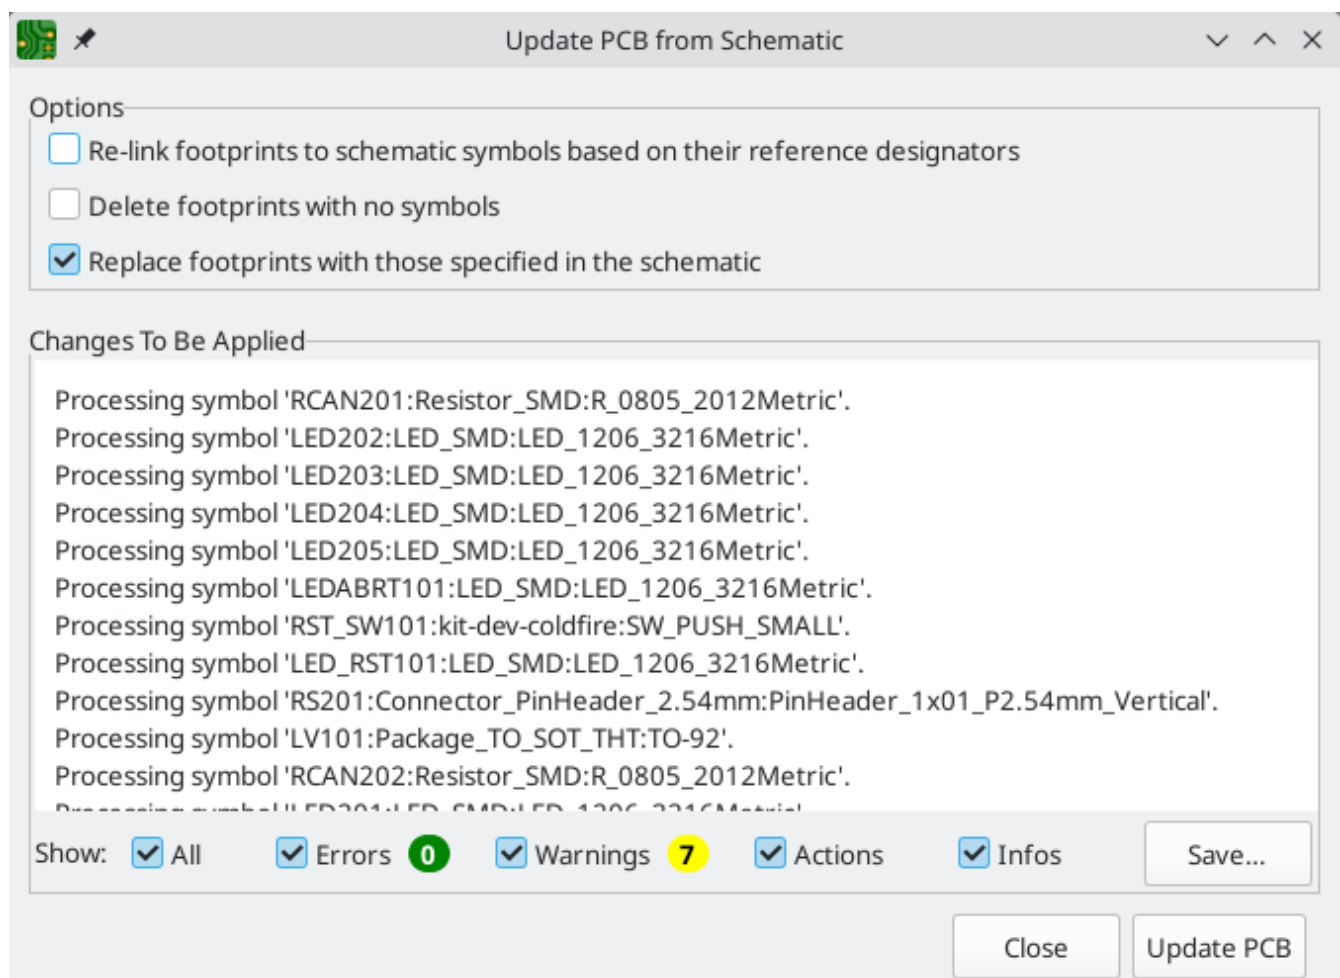 Update PCB from Schematic
Options
Re-link footprints to schematic symbols based on their reference designators
Delete footprints with no symbols
Replace footprints with those specified in the schematic
Changes To Be Applied
Processing symbol 'RCAN201:Resistor_SMD:R_0805_2012Metric'.
Processing symbol 'LED202:LED_SMD:LED_1206_3216Metric'.
Processing symbol 'LED203:LED_SMD:LED_1206_3216Metric'.
Processing symbol 'LED204:LED_SMD:LED_1206_3216Metric'.
Processing symbol 'LED205:LED_SMD:LED_1206_3216Metric'.
Processing symbol 'LEDABRT101:LED_SMD:LED_1206_3216Metric'.
Processing symbol 'RST_SW101:kit-dev-coldfire:SW_PUSH_SMALL'.
Processing symbol 'LED_RST101:LED_SMD:LED_1206_3216Metric'.
Processing symbol 'RS201:Connector_PinHeader_2.54mm:PinHeader_1x01_P2.54mm_Vertical'.
Processing symbol 'LV101:Package_TO_SOT_THT:TO-92'.
Processing symbol 'RCAN202:Resistor_SMD:R_0805_2012Metric'.
Processing symbol 'LED201:LED_SMD:LED_1206_3216Metric'.
Show: All Errors 0 Warnings 7 Actions Infos Save...
Close Update PCB